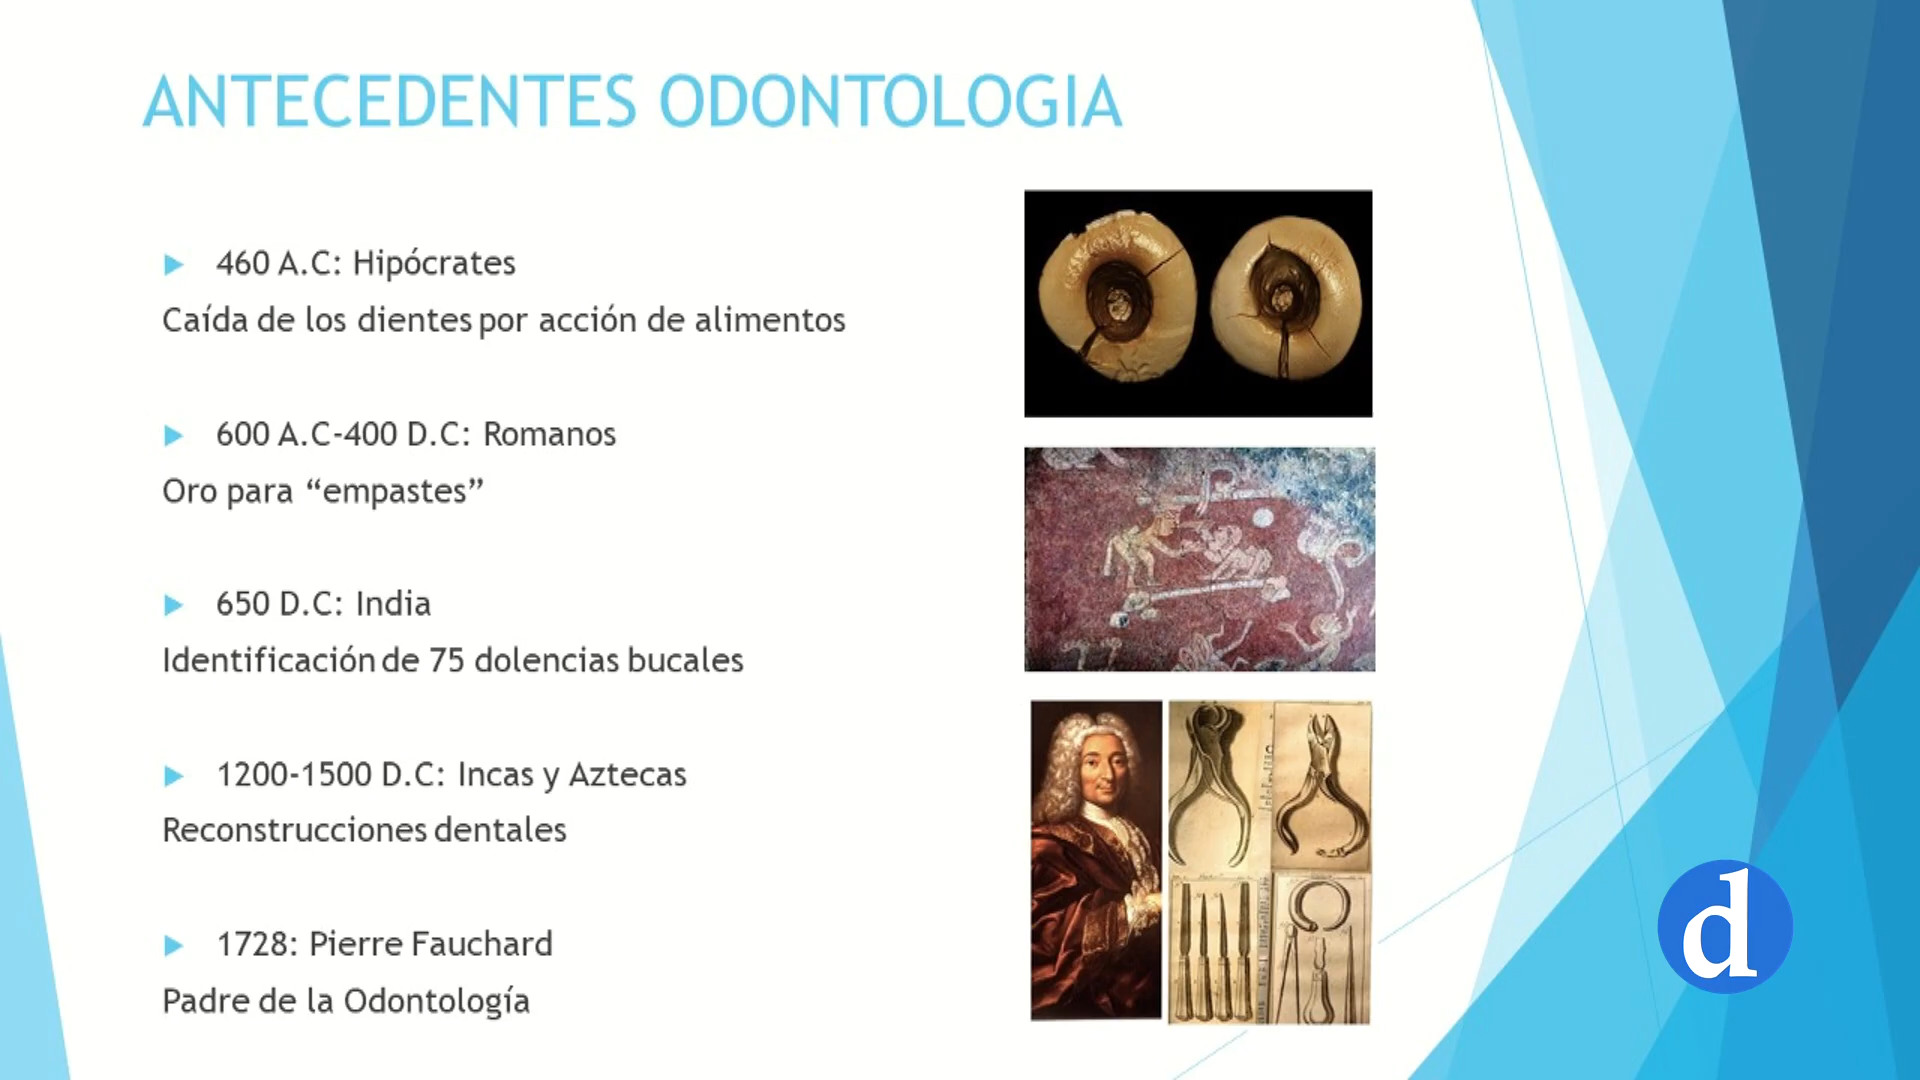 ANTECEDENTES ODONTOLOGIA
460 A.C: Hipócrates
Caída de los dientes por acción de alimentos
600 A.C-400 D.C: Romanos
Oro para “empastes”
650 D.C: India
Identificación de 75 dolencias bucales
1200-1500 D.C: Incas y Aztecas
Reconstrucciones dentales
1728: Pierre Fauchard
Padre de la Odontología
d